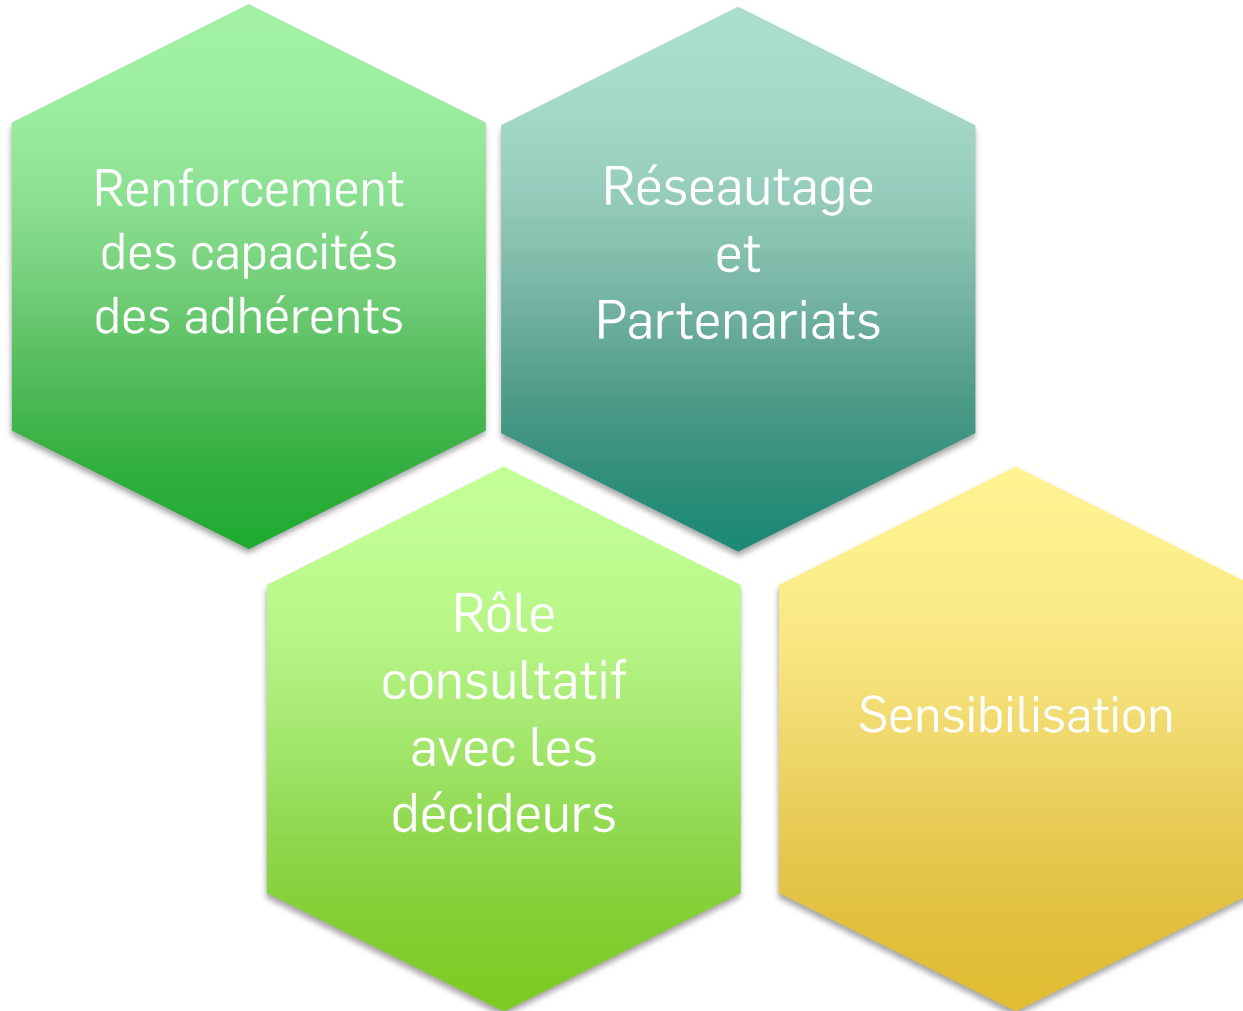 Renforcement
des capacités
des adhérents
Réseautage
et
Partenariats
Rôle
consultatif
avec les
décideurs
Sensibilisation